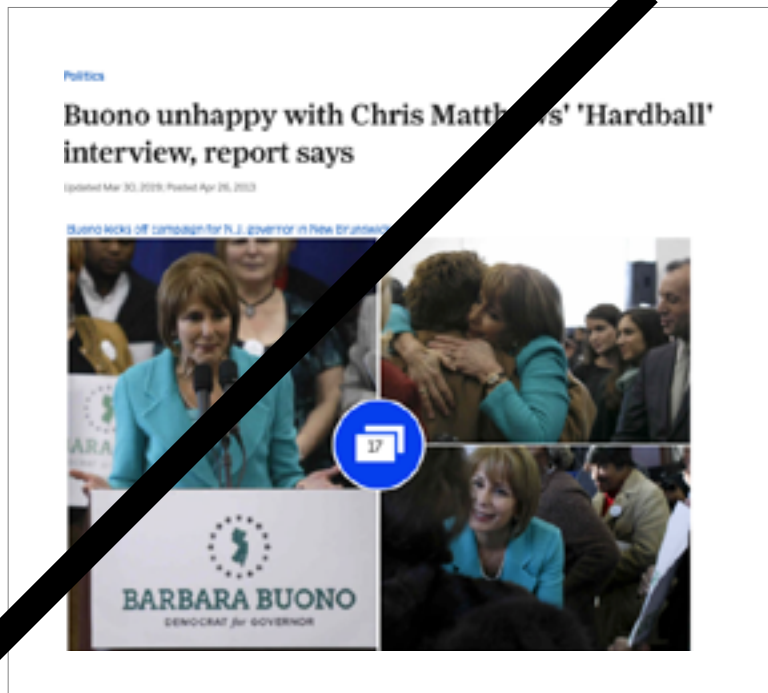 Politics
Buono unhappy with Chris Matthews' 'Hardball'
interview, report says
Updated Mar 30, 2019; Posted Apr 26, 2013
Buono kicks off campaign for N.J. governor in New Brunswick
ARA
17
BARBARA BUONO
DEMOCRAT for GOVERNOR